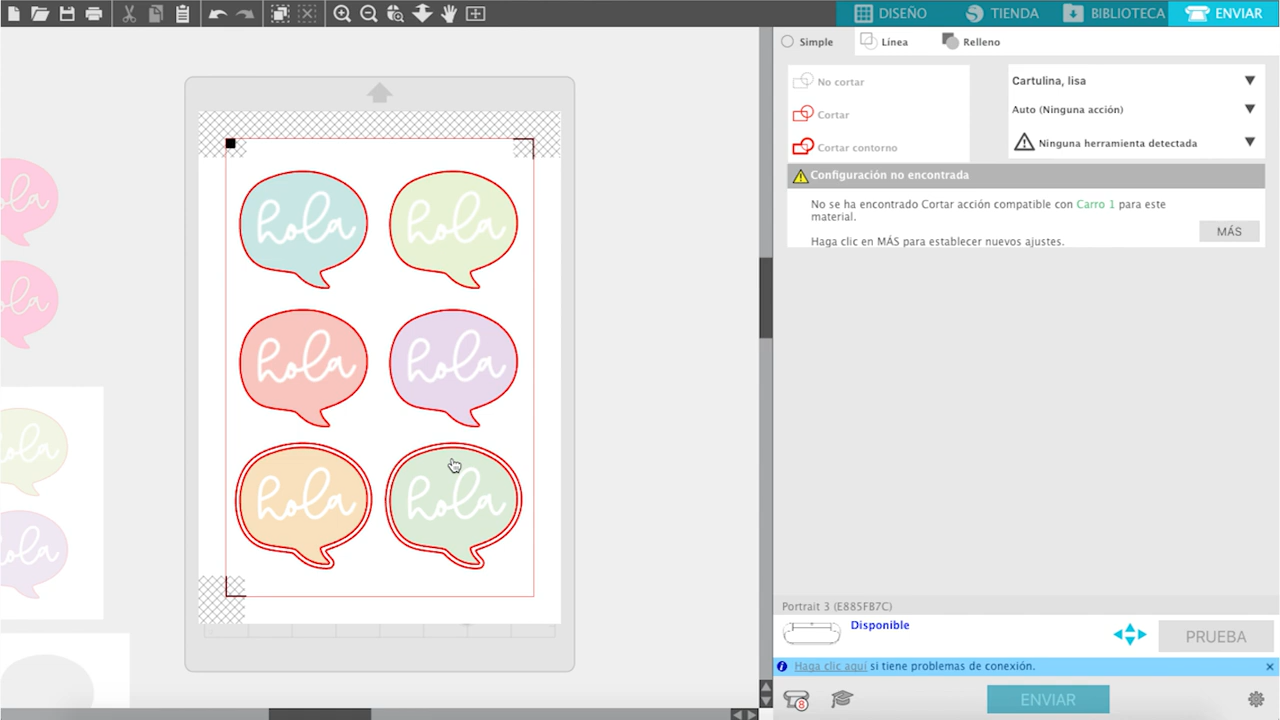 DISEÑO
TIENDA
BIBLIOTECA
ENVIAR
Simple
Línea
Relleno
No cortar
Cortar
Cortar contorno
Cartulina, lisa
Auto (Ninguna acción)
Ninguna herramienta detectada
Configuración no encontrada
No se ha encontrado Cortar acción compatible con Carro 1 para este
material.
Haga clic en MÁS para establecer nuevos ajustes.
MÁS
hola
hola
hola
hola
hola
hola
hola
Portrait 3 (E885FB7C)
Disponible
PRUEBA
Haga clic aquí si tiene problemas de conexión.
8
ENVIAR